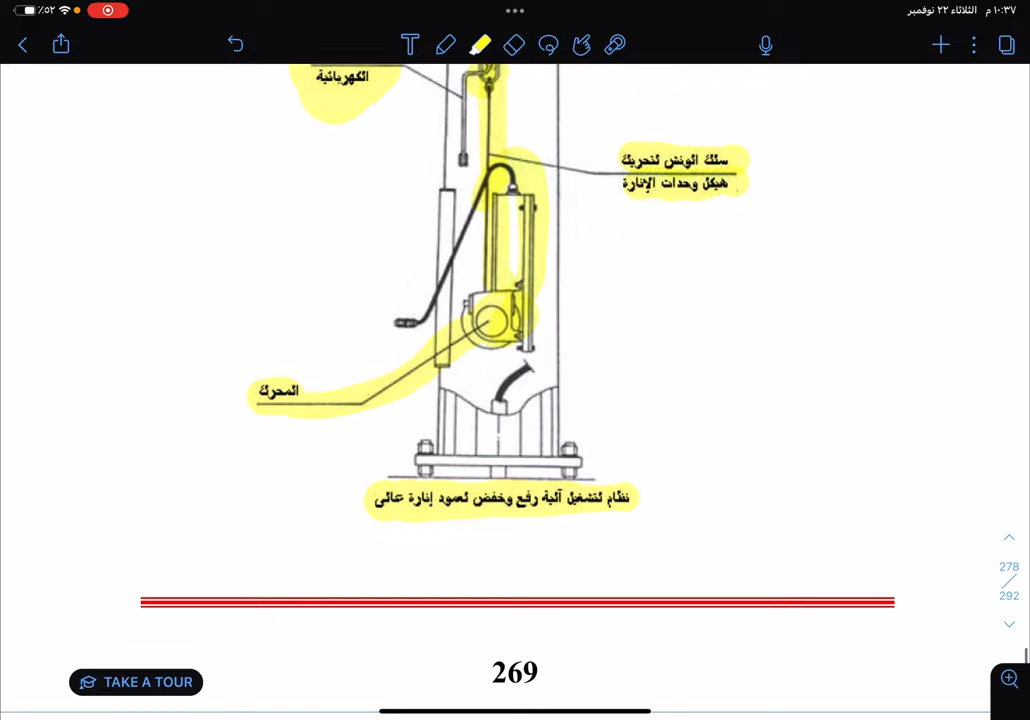 ١٠:٣٧ م الثلاثاء ٢٢ نوفمبر
٪٥٢
الكهربائية
سلك الونش لتحريك
هيكل وحدات الإنارة
المحرك
نظام لتشغيل آلية رفع وخفض لعمود إنارة عالى
278
292
TAKE A TOUR
269